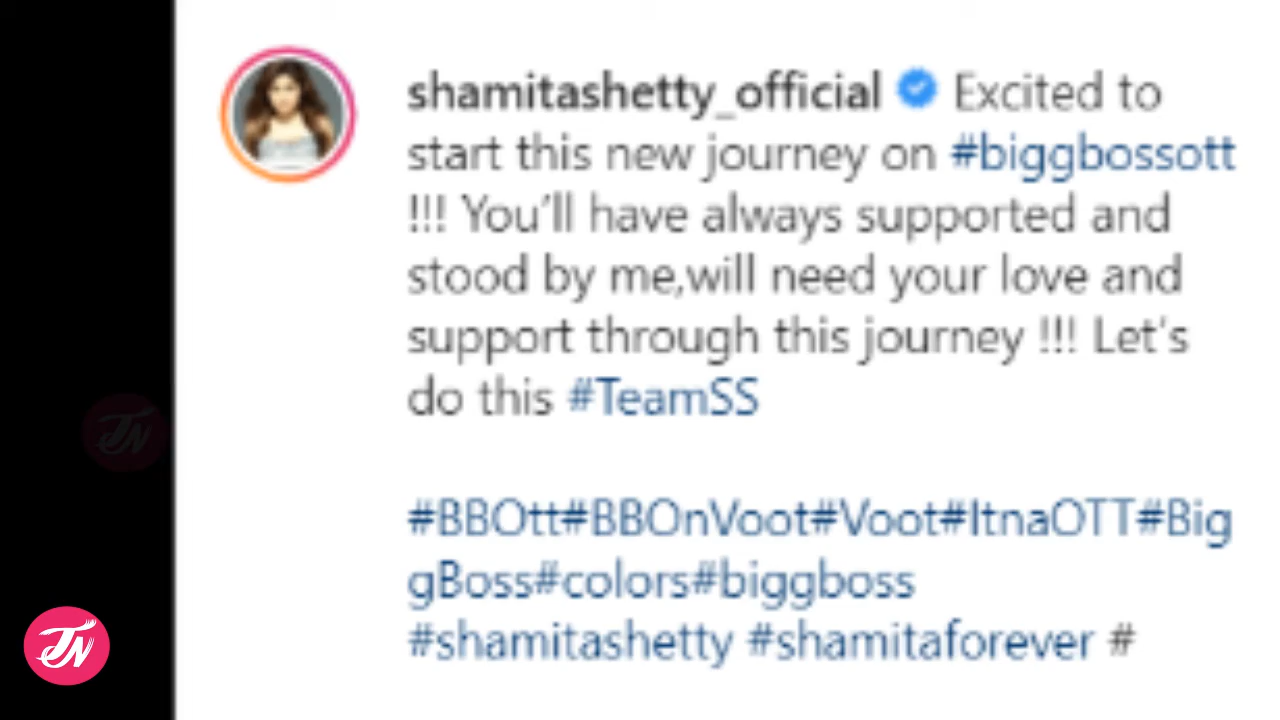 shamitashetty_official Excited to
start this new journey on #biggbossott
!!! You'll have always supported and
stood by me,will need your love and
support through this journey !!! Let's
do this #TeamSS
#BBOtt#BBOnVoot#Voot#ItnaOTT#Big
gBoss#colors#biggboss
#shamitashetty #shamitaforever #
TN